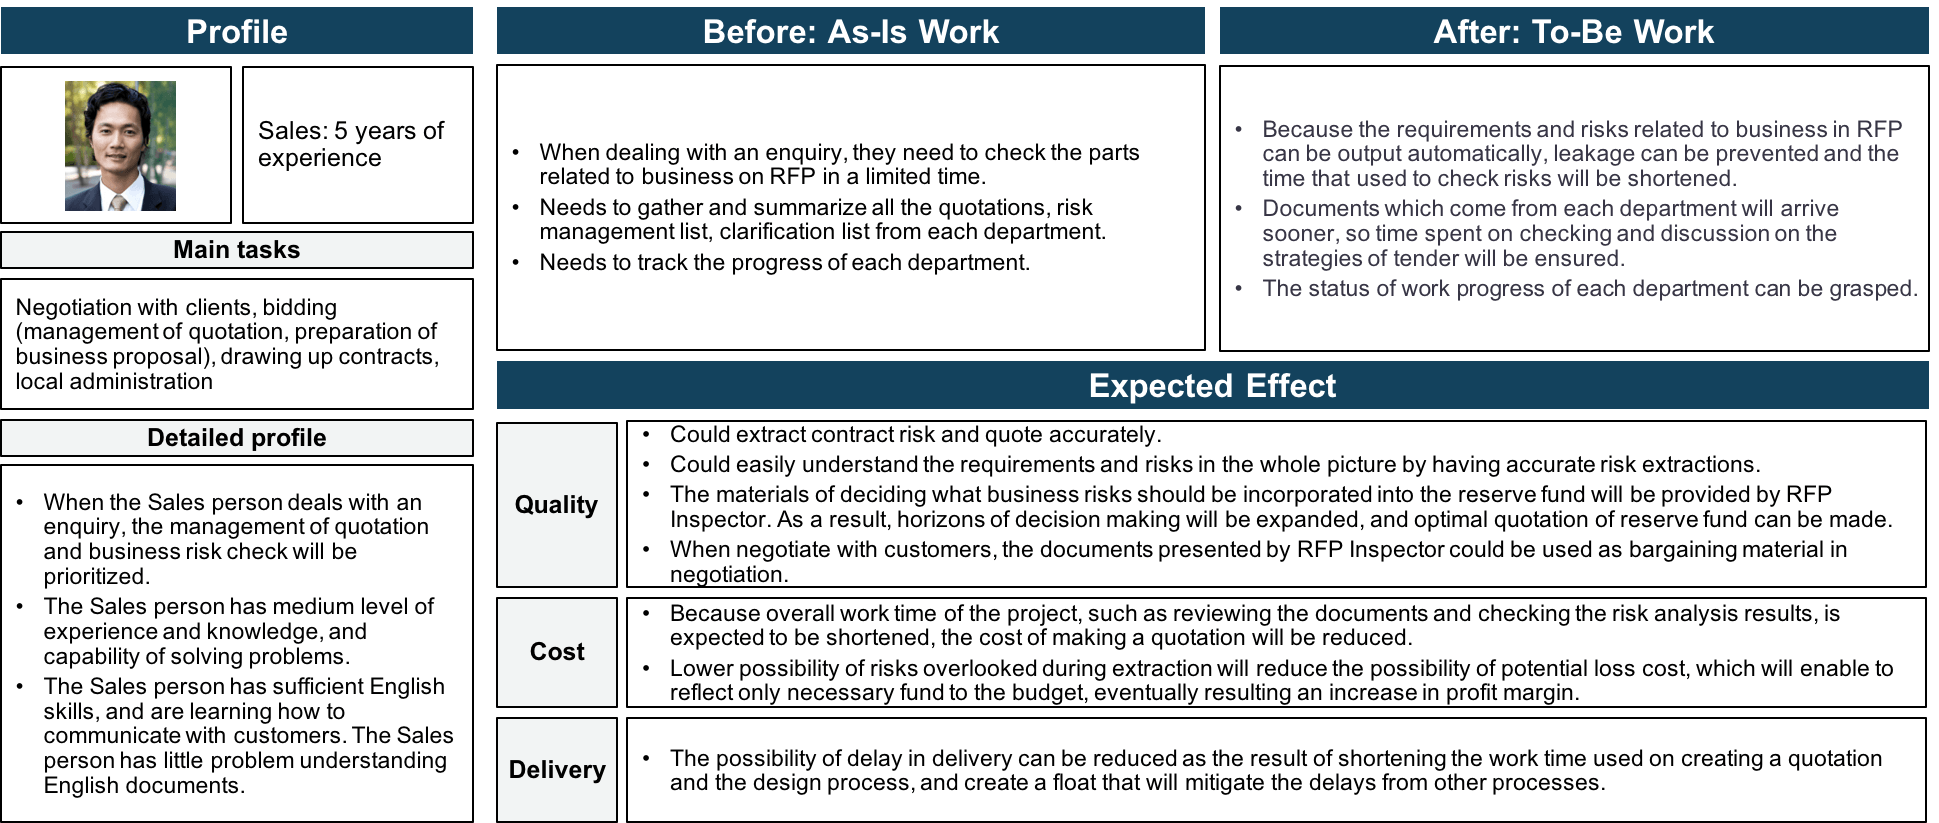 Profile
Sales: 5 years of
experience
Main tasks
Negotiation with clients, bidding
(management of quotation, preparation of
business proposal), drawing up contracts,
local administration
Detailed profile
• When the Sales person deals with an
enquiry, the management of quotation
and business risk check will be
prioritized.
• The Sales person has medium level of
experience and knowledge, and
capability of solving problems.
• The Sales person has sufficient English
skills, and are learning how to
communicate with customers. The Sales
person has little problem understanding
English documents.
Before: As-Is Work
• When dealing with an enquiry, they need to check the parts
related to business on RFP in a limited time.
• Needs to gather and summarize all the quotations, risk
management list, clarification list from each department.
• Needs to track the progress of each department.
After: To-Be Work
• Because the requirements and risks related to business in RFP
can be output automatically, leakage can be prevented and the
time that used to check risks will be shortened.
• Documents which come from each department will arrive
sooner, so time spent on checking and discussion on the
strategies of tender will be ensured.
• The status of work progress of each department can be grasped.
Expected Effect
Quality
• Could extract contract risk and quote accurately.
• Could easily understand the requirements and risks in the whole picture by having accurate risk extractions.
• The materials of deciding what business risks should be incorporated into the reserve fund will be provided by RFP
Inspector. As a result, horizons of decision making will be expanded, and optimal quotation of reserve fund can be made.
• When negotiate with customers, the documents presented by RFP Inspector could be used as bargaining material in
negotiation.
Cost
• Because overall work time of the project, such as reviewing the documents and checking the risk analysis results, is
expected to be shortened, the cost of making a quotation will be reduced.
• Lower possibility of risks overlooked during extraction will reduce the possibility of potential loss cost, which will enable to
reflect only necessary fund to the budget, eventually resulting an increase in profit margin.
Delivery
• The possibility of delay in delivery can be reduced as the result of shortening the work time used on creating a quotation
and the design process, and create a float that will mitigate the delays from other processes.